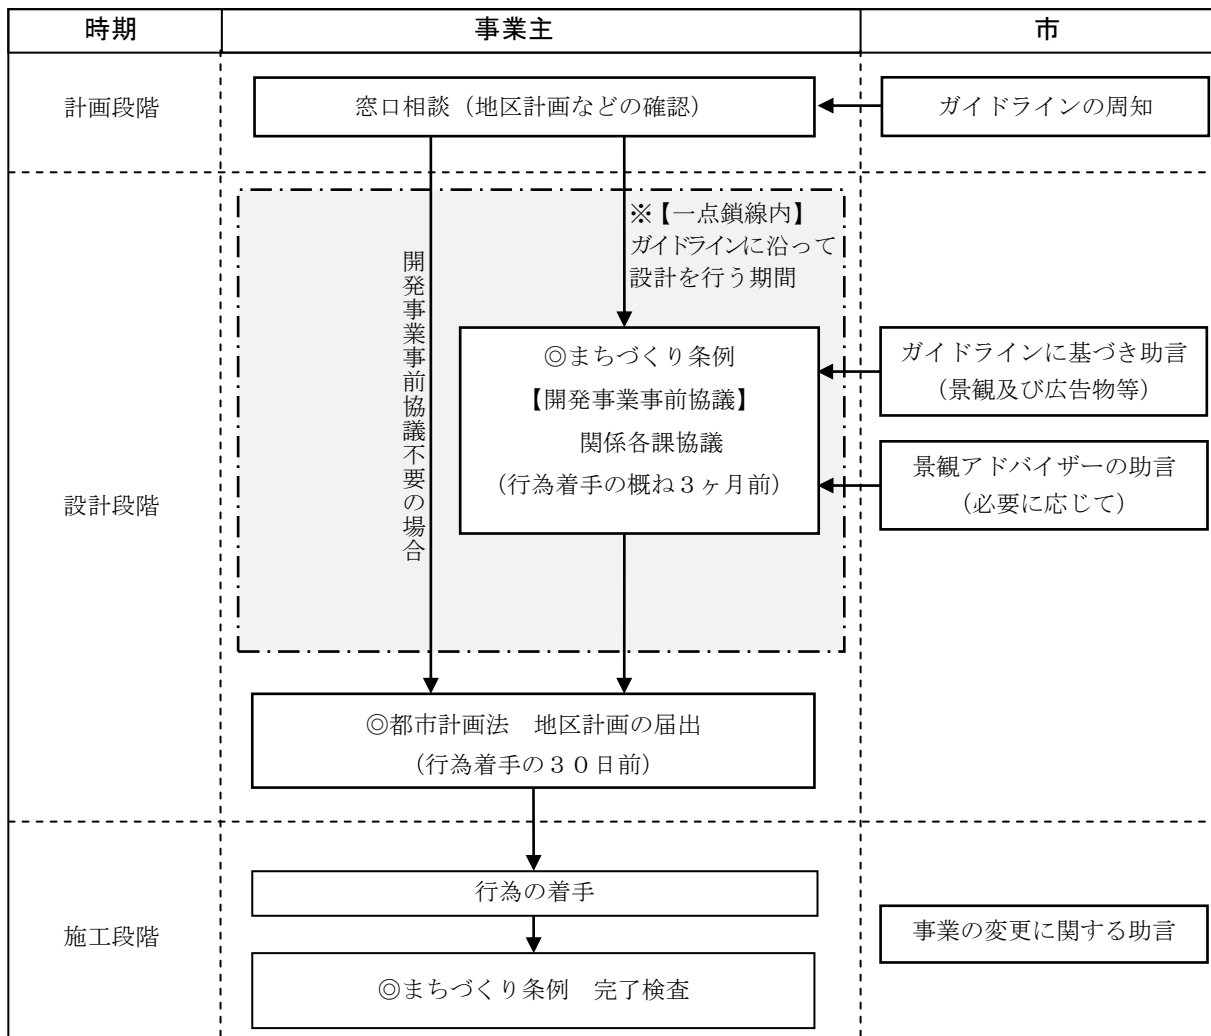 時期
事業主
市
計画段階
窓口相談（地区計画などの確認）
ガイドラインの周知
設計段階
開発事業事前協議不要の場合
※【一点鎖線内】
ガイドラインに沿って
設計を行う期間
◎まちづくり条例
【開発事業事前協議】
関係各課協議
（行為着手の概ね３ヶ月前）
ガイドラインに基づき助言
（景観及び広告物等）
景観アドバイザーの助言
（必要に応じて）
◎都市計画法　地区計画の届出
（行為着手の３０日前）
施工段階
行為の着手
◎まちづくり条例　完了検査
事業の変更に関する助言